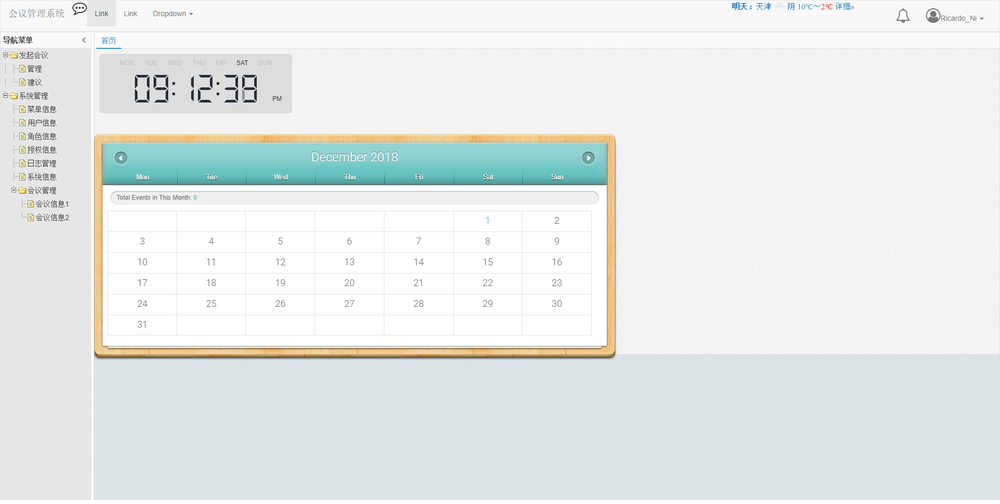 会议管理系统 Link Link Dropdown 明天：天津 阴 10℃～2℃ 详细» Ricardo_Ni
导航菜单
发起会议
管理
建议
系统管理
菜单信息
用户信息
角色信息
授权信息
日志管理
系统信息
会议管理
会议信息1
会议信息2
首页
MON TUE WED THU FRI SAT SUN
09:12:39 PM
December 2018
Mon Tue Wed Thu Fri Sat Sun
Total Events in This Month: 0
1 2
3 4 5 6 7 8 9
10 11 12 13 14 15 16
17 18 19 20 21 22 23
24 25 26 27 28 29 30
31